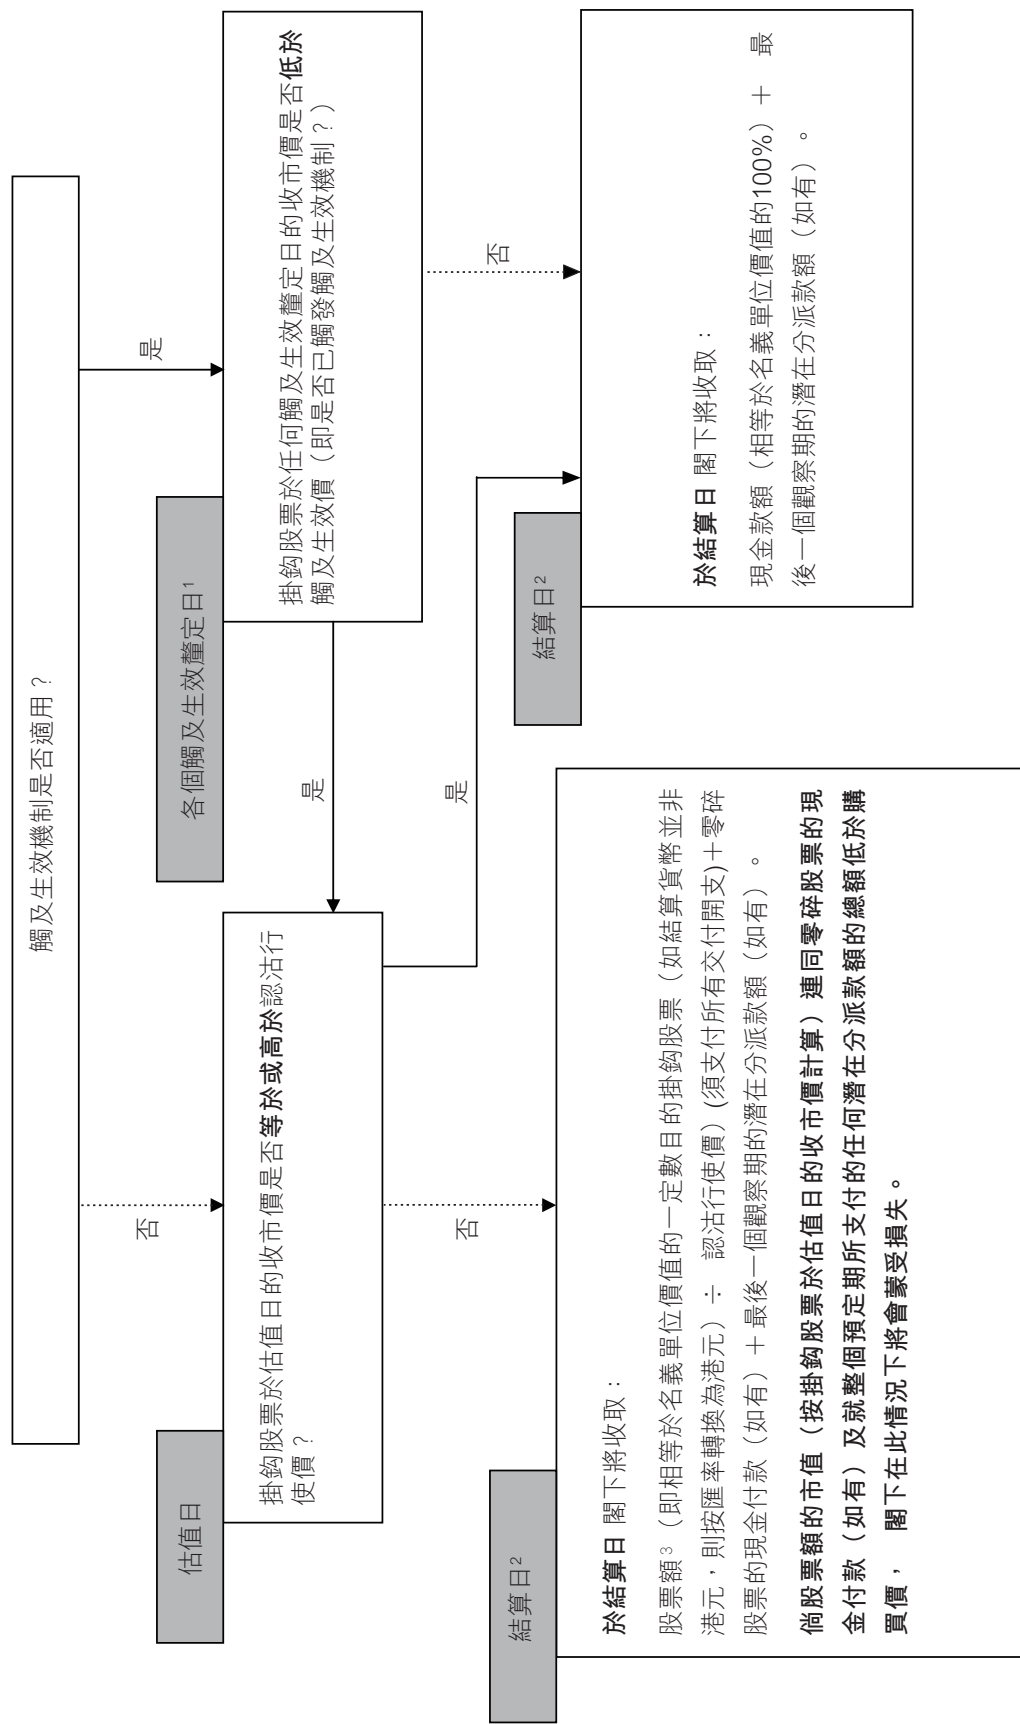 觸及生效機制是否適用？
否
是
估值日
掛鈎股票於估值日的收市價是否等於或高於認沽行
使價？
各個觸及生效釐定日1
掛鈎股票於任何觸及生效釐定日的收市價是否低於
觸及生效價（即是否已觸發觸及生效機制？）
是
否
是
否
結算日2
於結算日 閣下將收取：
股票額3（即相等於名義單位價值的一定數目的掛鈎股票（如結算貨幣並非
港元，則按匯率轉換為港元）÷ 認沽行使價）(須支付所有交付開支)＋零碎
股票的現金付款（如有）＋最後一個觀察期的潛在分派款額（如有）。
倘股票額的市值（按掛鈎股票於估值日的收市價計算）連同零碎股票的現
金付款（如有）及就整個預定期所支付的任何潛在分派款額的總額低於購
買價， 閣下在此情況下將會蒙受損失。
結算日2
於結算日 閣下將收取：
現金款額（相等於名義單位價值的100%）＋ 最
後一個觀察期的潛在分派款額（如有）。